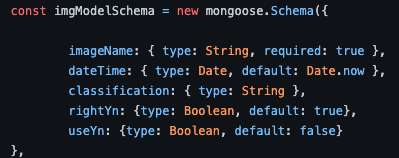 const imgModelSchema = new mongoose.Schema({
imageName: { type: String, required: true },
dateTime: { type: Date, default: Date.now },
classification: { type: String },
rightYn: {type: Boolean, default: true},
useYn: {type: Boolean, default: false}
},